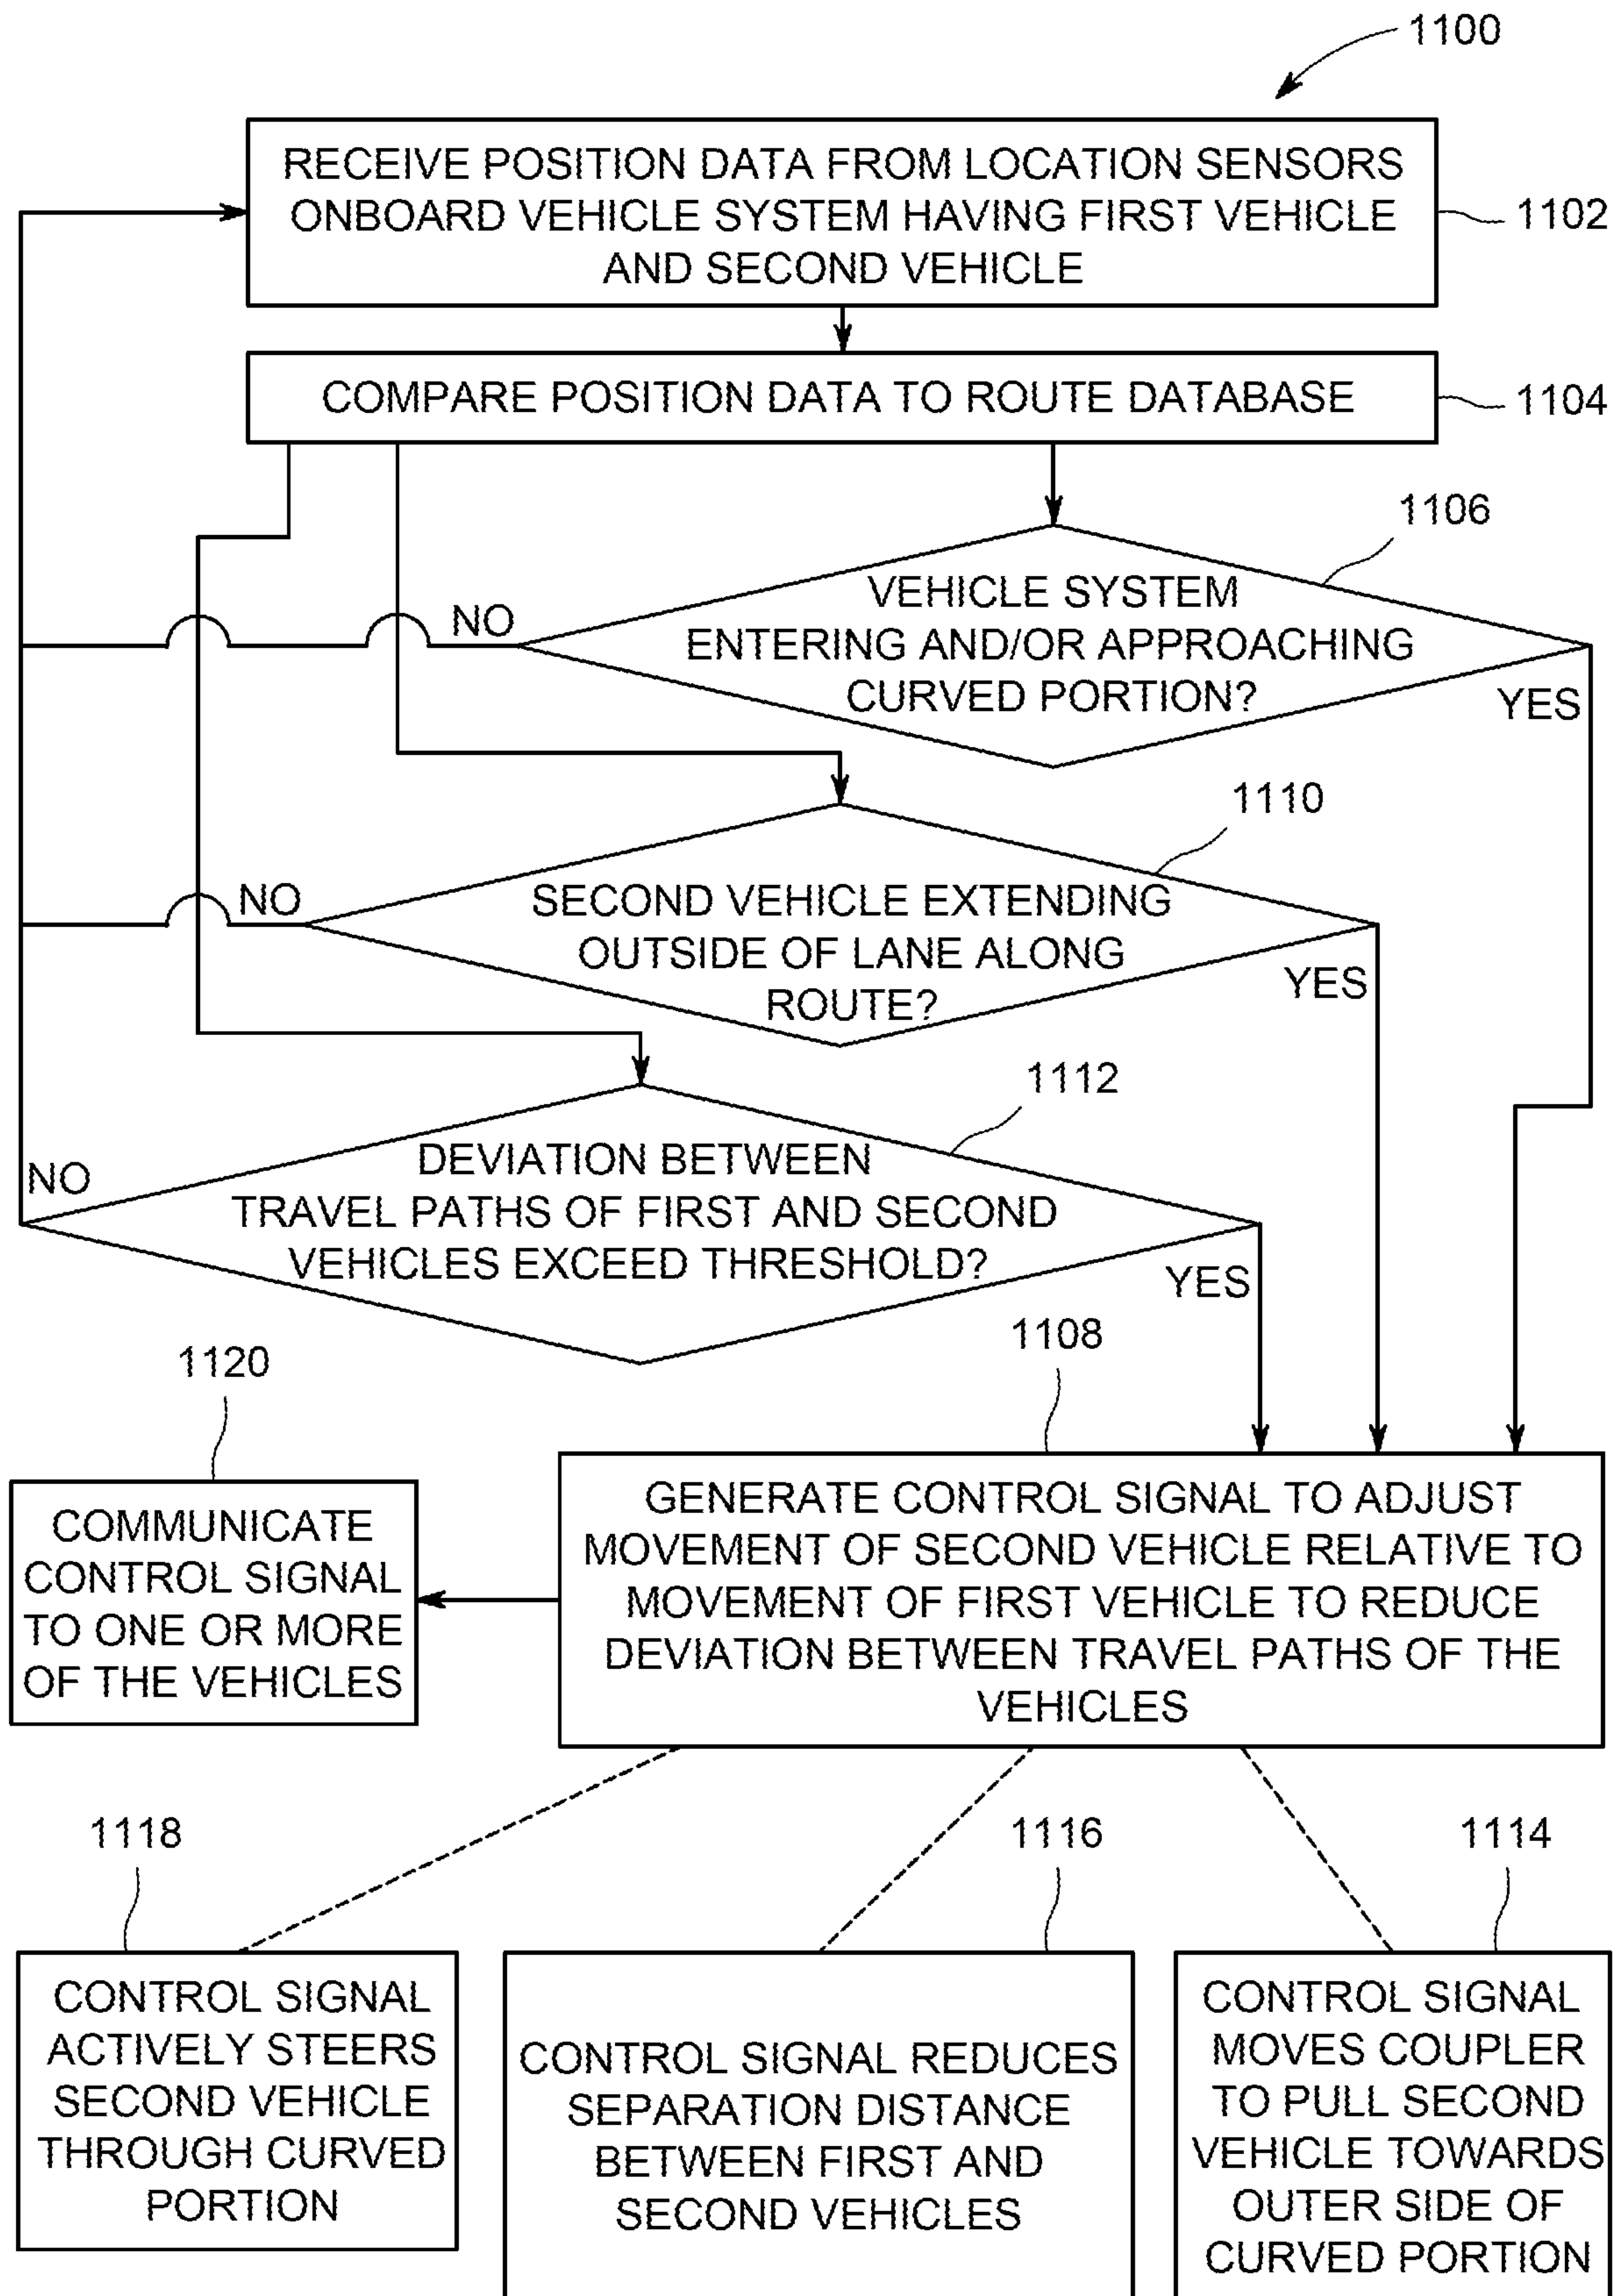 1100
RECEIVE POSITION DATA FROM LOCATION SENSORS
ONBOARD VEHICLE SYSTEM HAVING FIRST VEHICLE
AND SECOND VEHICLE
1102
COMPARE POSITION DATA TO ROUTE DATABASE
1104
1106
VEHICLE SYSTEM
ENTERING AND/OR APPROACHING
CURVED PORTION?
NO
YES
1110
SECOND VEHICLE EXTENDING
OUTSIDE OF LANE ALONG
ROUTE?
NO
YES
1112
DEVIATION BETWEEN
TRAVEL PATHS OF FIRST AND SECOND
VEHICLES EXCEED THRESHOLD?
NO
YES
1108
GENERATE CONTROL SIGNAL TO ADJUST
MOVEMENT OF SECOND VEHICLE RELATIVE TO
MOVEMENT OF FIRST VEHICLE TO REDUCE
DEVIATION BETWEEN TRAVEL PATHS OF THE
VEHICLES
1120
COMMUNICATE
CONTROL SIGNAL
TO ONE OR MORE
OF THE VEHICLES
1118
CONTROL SIGNAL
ACTIVELY STEERS
SECOND VEHICLE
THROUGH CURVED
PORTION
1116
CONTROL SIGNAL REDUCES
SEPARATION DISTANCE
BETWEEN FIRST AND
SECOND VEHICLES
1114
CONTROL SIGNAL
MOVES COUPLER
TO PULL SECOND
VEHICLE TOWARDS
OUTER SIDE OF
CURVED PORTION